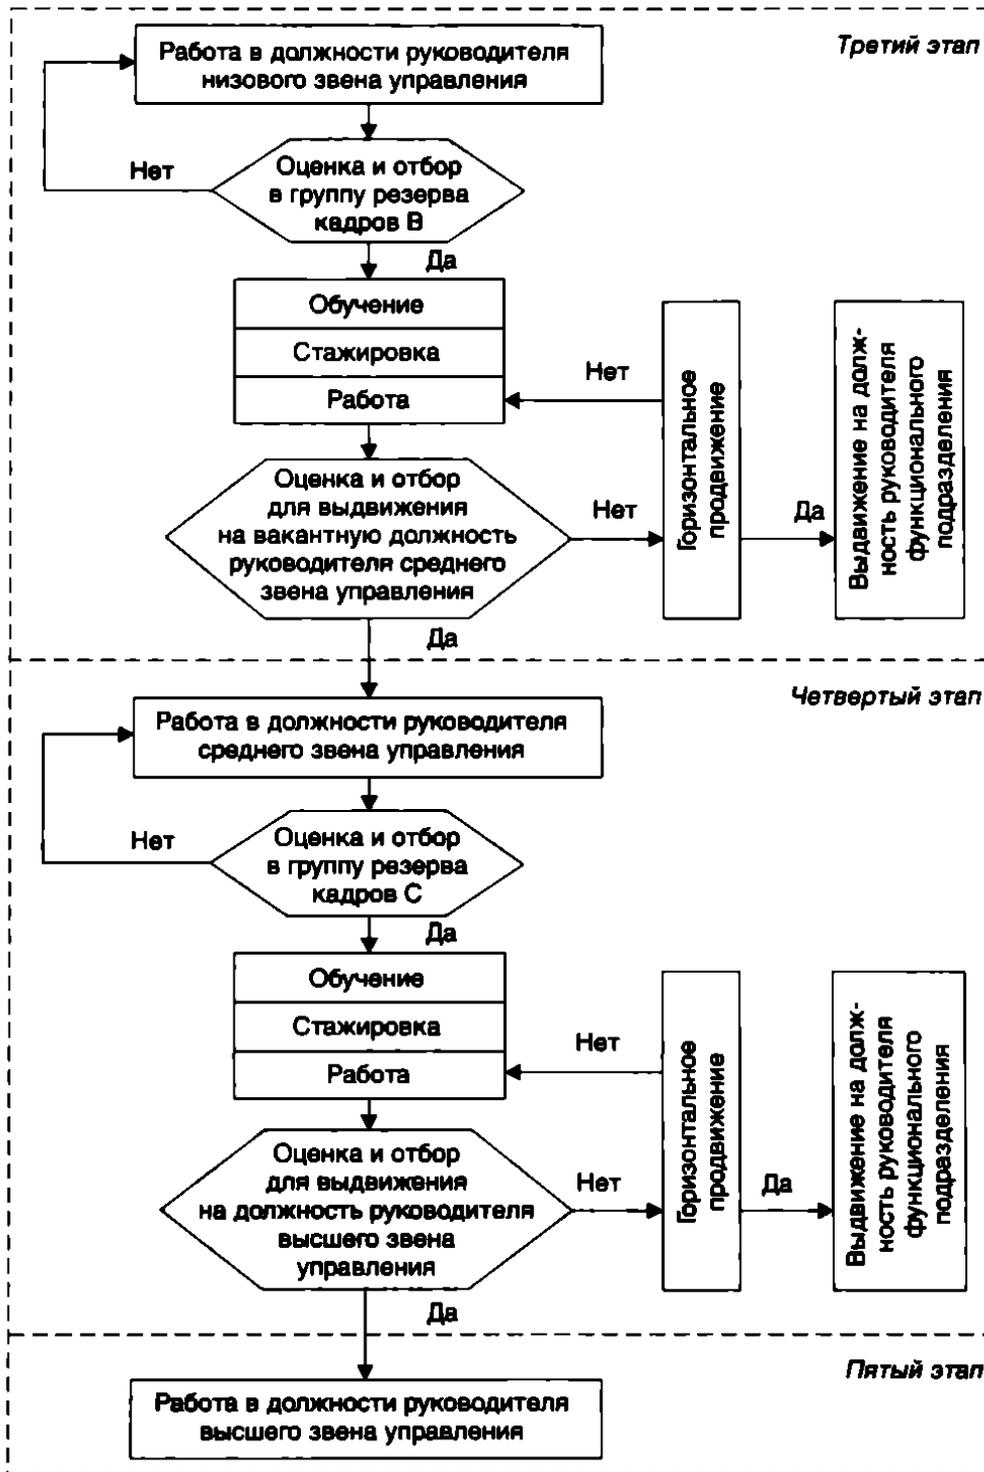 Третий этап
Работа в должности руководителя
низового звена управления
Нет
Оценка и отбор
в группу резерва
кадров В
Да
Обучение
Стажировка
Работа
Нет
Горизонтальное
продвижение
Выдвижение на долж-
ность руководителя
функционального
подразделения
Оценка и отбор
для выдвижения
на вакантную должность
руководителя среднего
звена управления
Нет
Да
Да
Четвертый этап
Работа в должности руководителя
среднего звена управления
Нет
Оценка и отбор
в группу резерва
кадров С
Да
Обучение
Стажировка
Работа
Нет
Горизонтальное
продвижение
Выдвижение на долж-
ность руководителя
функционального
подразделения
Оценка и отбор
для выдвижения
на должность руководителя
высшего звена
управления
Нет
Да
Да
Пятый этап
Работа в должности руководителя
высшего звена управления